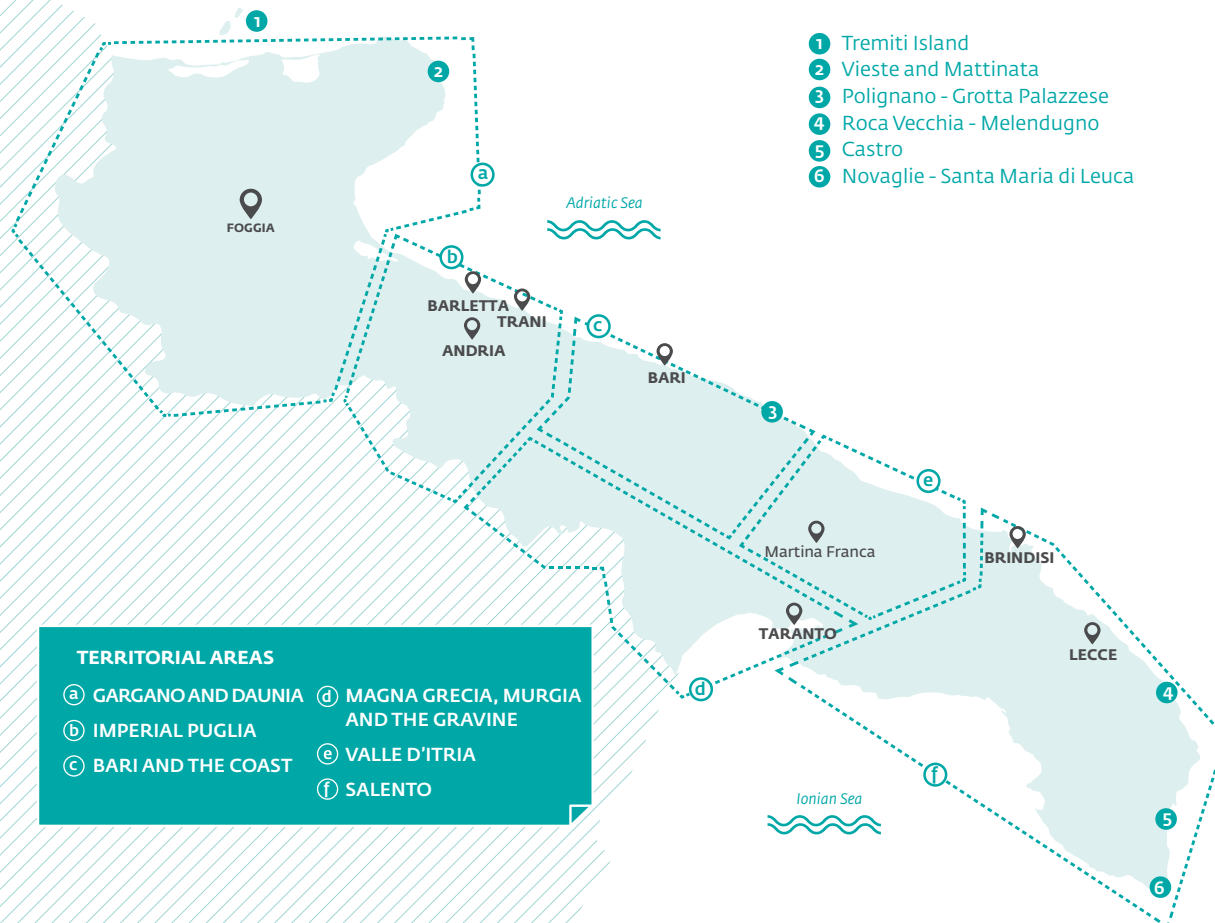 1
1 Tremiti Island
2 Vieste and Mattinata
3 Polignano - Grotta Palazzese
4 Roca Vecchia - Melendugno
5 Castro
6 Novaglie - Santa Maria di Leuca
2
a
Adriatic Sea
FOGGIA
b
BARLETTA
TRANI
ANDRIA
c
BARI
3
e
Martina Franca
BRINDISI
TARANTO
LECCE
d
4
f
Ionian Sea
5
6
TERRITORIAL AREAS
a GARGANO AND DAUNIA
b IMPERIAL PUGLIA
c BARI AND THE COAST
d MAGNA GRECIA, MURGIA
AND THE GRAVINE
e VALLE D'ITRIA
f SALENTO